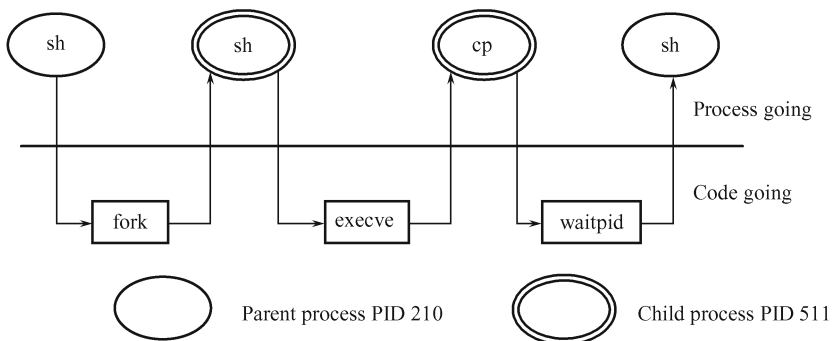 sh
sh
cp
sh
Process going
Code going
fork
execve
waitpid
Parent process PID 210
Child process PID 511